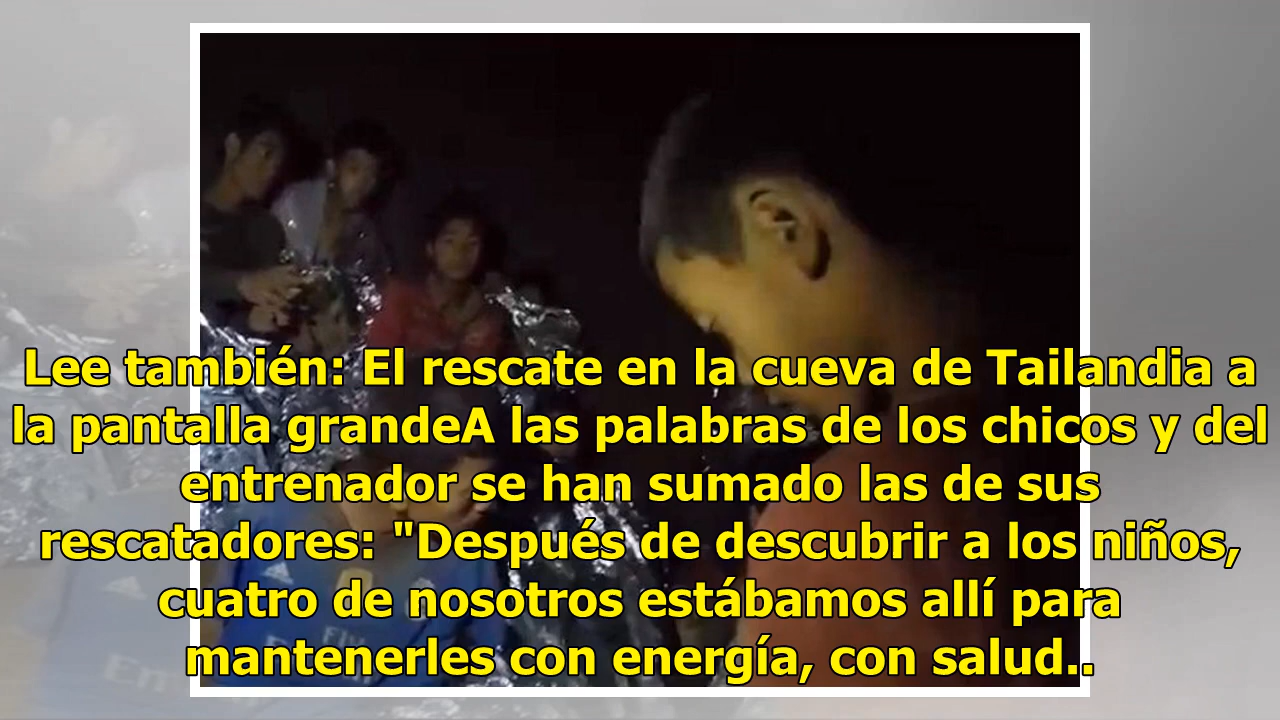 Lee también: El rescate en la cueva de Tailandia a
la pantalla grandeA las palabras de los chicos y del
entrenador se han sumado las de sus
rescatadores: "Después de descubrir a los niños,
cuatro de nosotros estábamos allí para
mantenerles con energía, con salud..